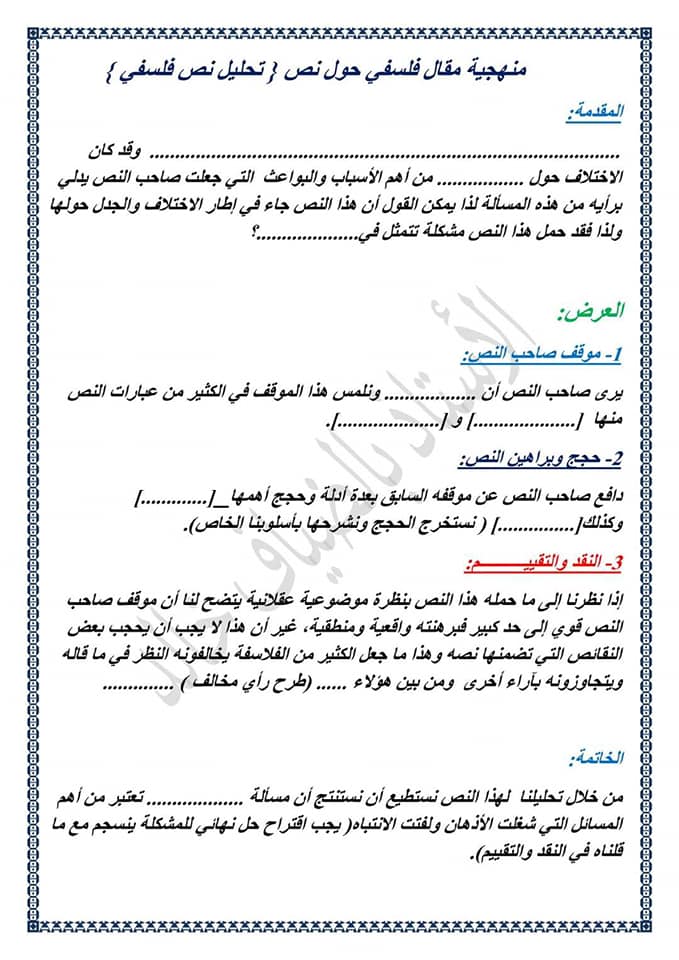 منهجية مقال فلسفي حول نص { تحليل نص فلسفي }
المقدمة:
.............................................................................................. وقد كان
الاختلاف حول ................. من أهم الأسباب والبواعث التي جعلت صاحب النص يدلي
برأيه من هذه المسألة لذا يمكن القول أن هذا النص جاء في إطار الاختلاف والجدل حولها
ولذا فقد حمل هذا النص مشكلة تتمثل في....................؟
العرض:
1- موقف صاحب النص:
يرى صاحب النص أن .................. ونلمس هذا الموقف في الكثير من عبارات النص
منها [....................] و [....................].
2- حجج وبراهين النص:
دافع صاحب النص عن موقفه السابق بعدة أدلة وحجج أهمها_[.............]
وكذلك[...............] ( نستخرج الحجج ونشرحها بأسلوبنا الخاص).
3- النقد والتقييـــــــم:
إذا نظرنا إلى ما حمله هذا النص بنظرة موضوعية عقلانية يتضح لنا أن موقف صاحب
النص قوي إلى حد كبير فبرهنته واقعية ومنطقية، غير أن هذا لا يجب أن يحجب بعض
النقائص التي تضمنها نصه وهذا ما جعل الكثير من الفلاسفة يخالفونه النظر في ما قاله
ويتجاوزونه بآراء أخرى ومن بين هؤلاء ...... (طرح رأي مخالف ) ..............
الخاتمة:
من خلال تحليلنا لهذا النص نستطيع أن نستنتج أن مسألة ................... تعتبر من أهم
المسائل التي شغلت الأذهان ولفتت الانتباه( يجب اقتراح حل نهائي للمشكلة ينسجم مع ما
قلناه في النقد والتقييم).
الأستاذ بالضياف خالد